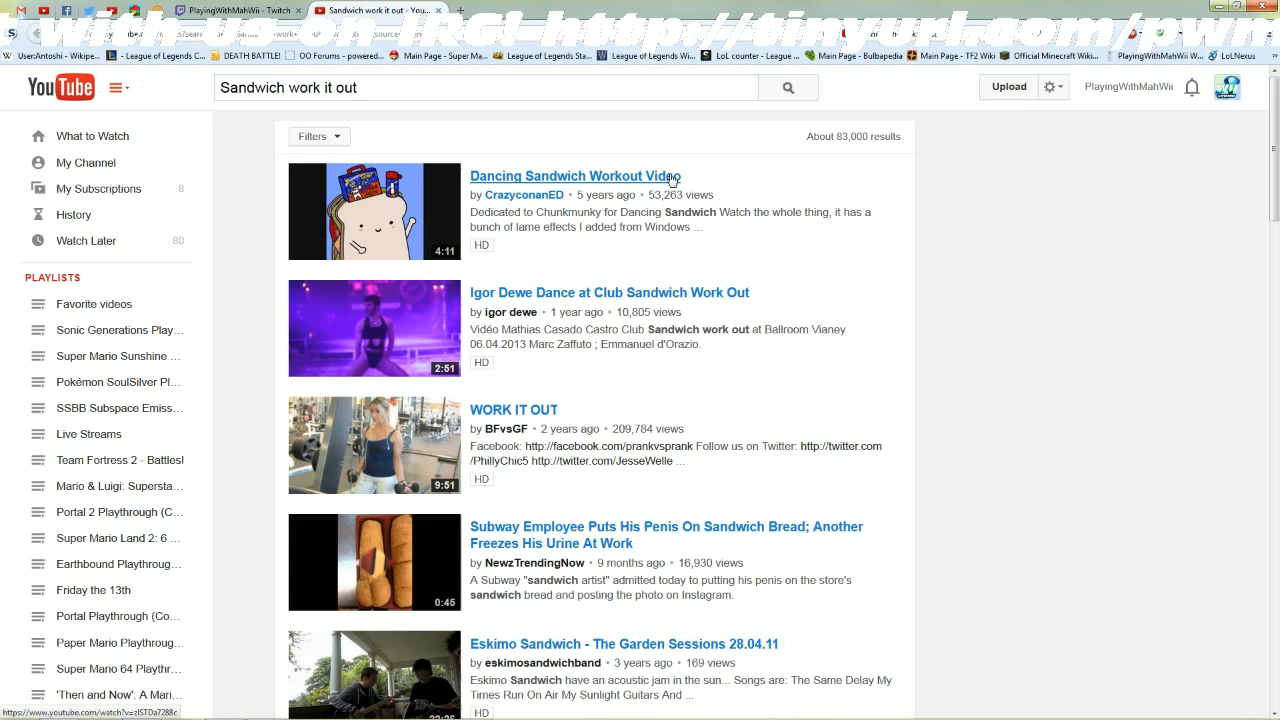 PlayingWithMahWii - Twitch
Sandwich work it out - You...
UserAntoshi - Wikipe...
- League of Legends C...
DEATH BATTLE!
OO Forums - powered...
Main Page - Super Ma...
League of Legends Sta...
League of Legends Wi...
LoL counter - League ...
Main Page - Bulbapedia
Main Page - TF2 Wiki
Official Minecraft Wiki...
PlayingWithMahWii W...
LolNexus
YouTube
Sandwich work it out
Upload
PlayingWithMahWii
What to Watch
My Channel
My Subscriptions 8
History
Watch Later 80
PLAYLISTS
Favorite videos
Sonic Generations Play...
Super Mario Sunshine ...
Pokémon SoulSilver Pl...
SSBB Subspace Emiss...
Live Streams
Team Fortress 2 - Battles!
Mario & Luigi: Supersta...
Portal 2 Playthrough (C...
Super Mario Land 2: 6 ...
Earthbound Playthroug...
Friday the 13th
Portal Playthrough (Co...
Paper Mario Playthroug...
Super Mario 64 Playthr...
'Then and Now': A Mari...
Filters
About 83,000 results
4:11
Dancing Sandwich Workout Video
by CrazyconanED • 5 years ago • 53,263 views
Dedicated to Chunkmunky for Dancing Sandwich Watch the whole thing, it has a
bunch of lame effects I added from Windows ...
HD
2:51
Igor Dewe Dance at Club Sandwich Work Out
by igor dewe • 1 year ago • 10,805 views
Vidéo Mathias Casado Castro Club Sandwich work out at Ballroom Vianey
06.04.2013 Marc Zaffuto ; Emmanuel d'Orazio.
HD
9:51
WORK IT OUT
by BFvsGF • 2 years ago • 209,784 views
Facebook: http://facebook.com/prankvsprank Follow us on Twitter: http://twitter.com
/PhillyChic5 http://twitter.com/JesseWelle ...
HD
0:45
Subway Employee Puts His Penis On Sandwich Bread; Another
Freezes His Urine At Work
by NewzTrendingNow • 9 months ago • 16,930 views
A Subway "sandwich artist" admitted today to putting his penis on the store's
sandwich bread and posting the photo on Instagram.
Eskimo Sandwich - The Garden Sessions 28.04.11
by eskimosandwichband • 3 years ago • 169 views
Eskimo Sandwich have an acoustic jam in the sun... Songs are: The Same Delay My
Times Run On Air My Sunlight Guitars And ...
HD
https://www.youtube.com/watch?v=zlSTDa7288c